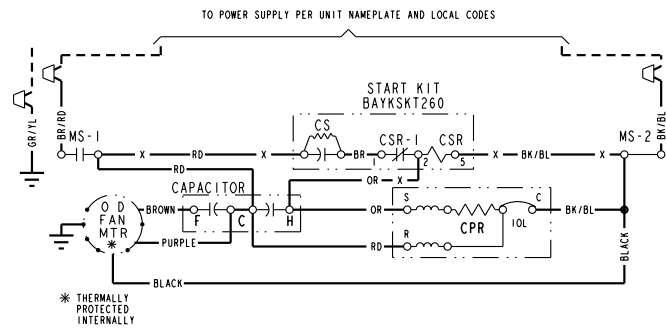 TO POWER SUPPLY PER UNIT NAMEPLATE AND LOCAL CODES
GR/YL
BR/RD
BK/BL
START KIT
BAYKSKT260
MS-1
CS
CSR-1
CSR
MS-2
X
RD
X
BR
1
2
5
X
BK/BL
X
RD
OR
X
CAPACITOR
O D
FAN
MTR
✳
BROWN
F
C
H
OR
S
CPR
C
BK/BL
IOL
PURPLE
RD
R
BLACK
BLACK
✳ THERMALLY
PROTECTED
INTERNALLY